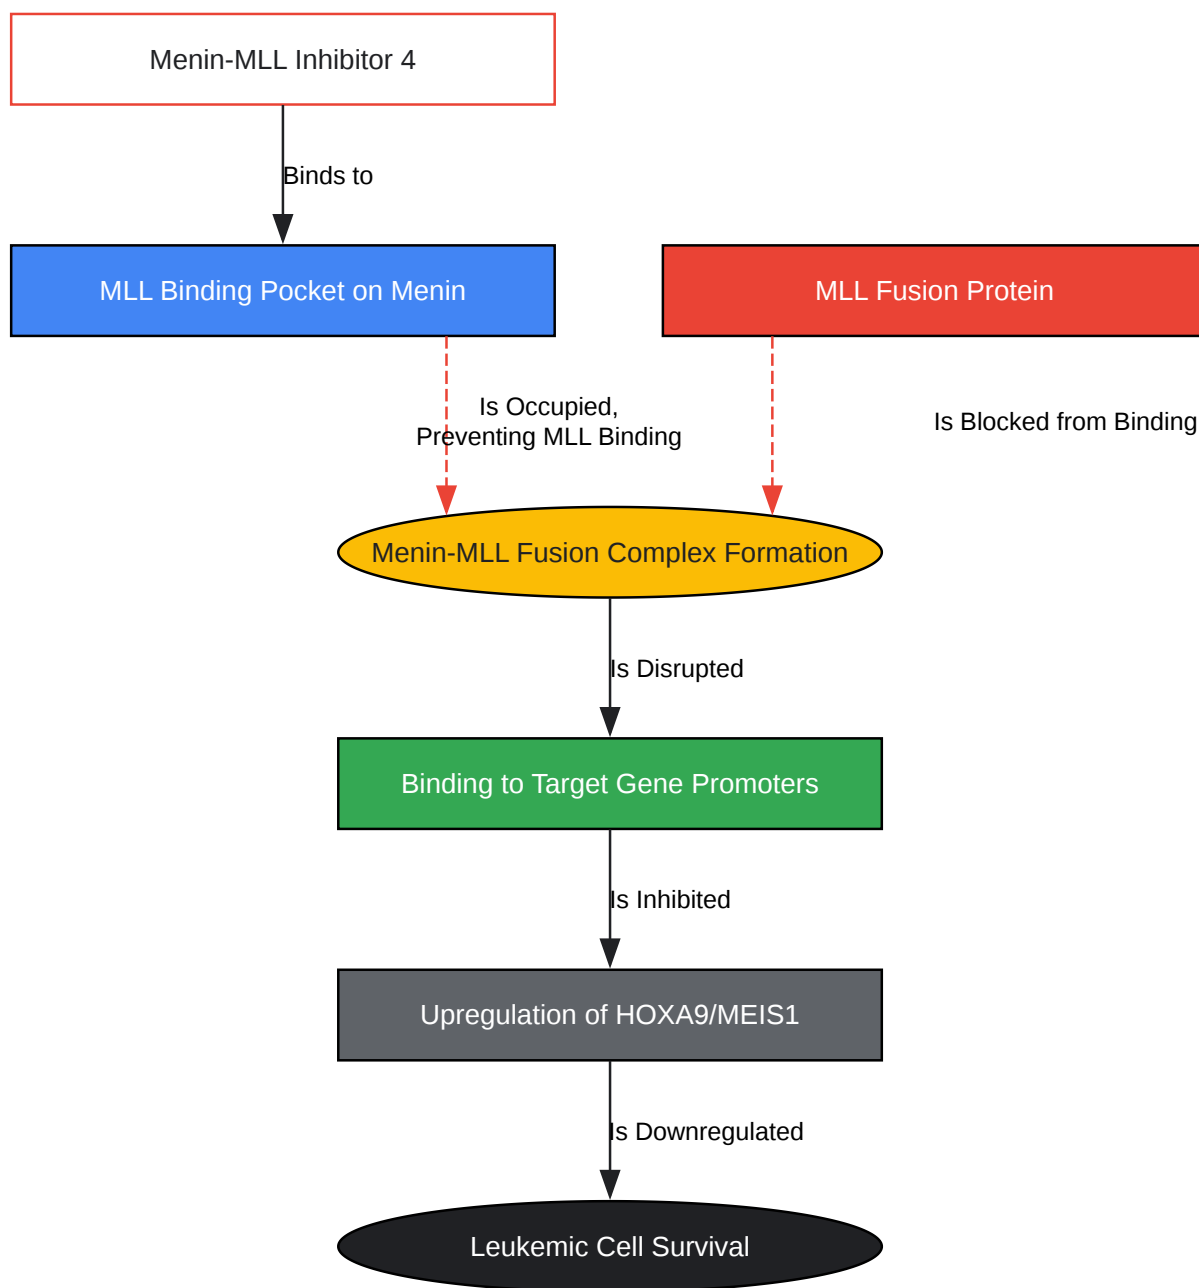 Menin-MLL Inhibitor 4
Binds to
MLL Binding Pocket on Menin
MLL Fusion Protein
Is Occupied,
Preventing MLL Binding
Is Blocked from Binding
Menin-MLL Fusion Complex Formation
Is Disrupted
Binding to Target Gene Promoters
Is Inhibited
Upregulation of HOXA9/MEIS1
Is Downregulated
Leukemic Cell Survival